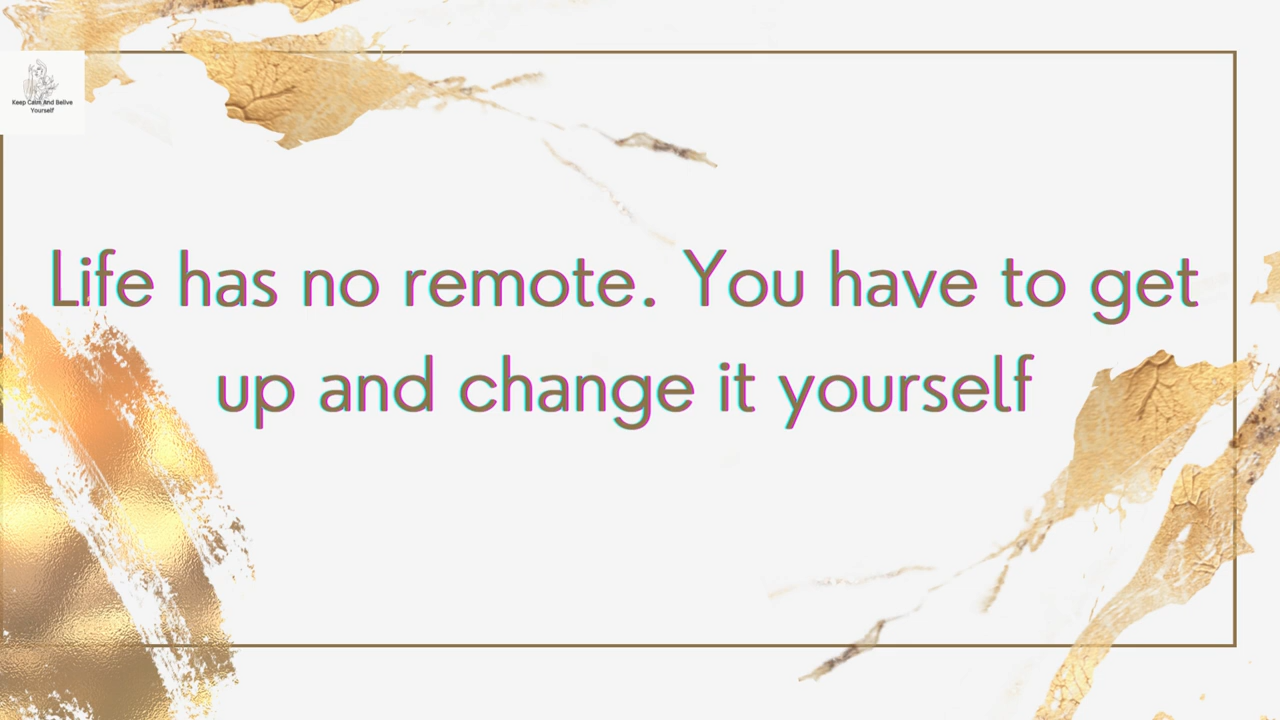 Keep Calm And Belive
Yourself
Life has no remote. You have to get
up and change it yourself